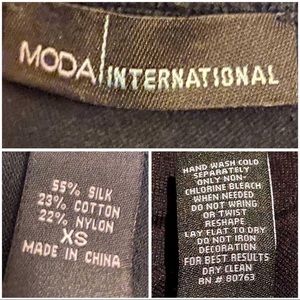 MODA INTERNATIONAL
55% SILK
23% COTTON
22% NYLON
XS
MADE IN CHINA
HAND WASH COLD
SEPARATELY
ONLY NON-
CHLORINE BLEACH
WHEN NEEDED
DO NOT WRING
OR TWIST
RESHAPE
LAY FLAT TO DRY
DO NOT IRON
DECORATION
FOR BEST RESULTS
DRY CLEAN
RN # 80763